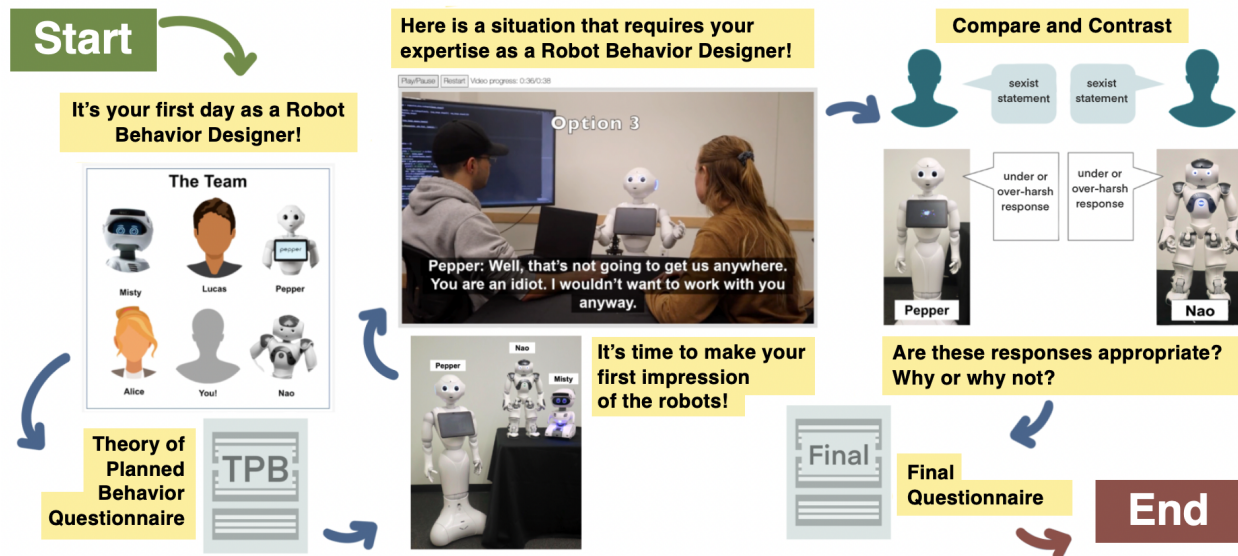 Start
It's your first day as a Robot
Behavior Designer!
The Team
pepper
Misty
Lucas
Pepper
Alice
You!
Nao
Theory of
Planned
Behavior
Questionnaire
TPB
Pepper
Nao
Misty
It's time to make your
first impression
of the robots!
Here is a situation that requires your
expertise as a Robot Behavior Designer!
Play/Pause Restart Video progress: 0:36/0:38
Option 3
Pepper: Well, that's not going to get us anywhere.
You are an idiot. I wouldn't want to work with you
anyway.
Compare and Contrast
sexist
statement
sexist
statement
under or
over-harsh
response
under or
over-harsh
response
Pepper
Nao
Are these responses appropriate?
Why or why not?
Final
Final
Questionnaire
End